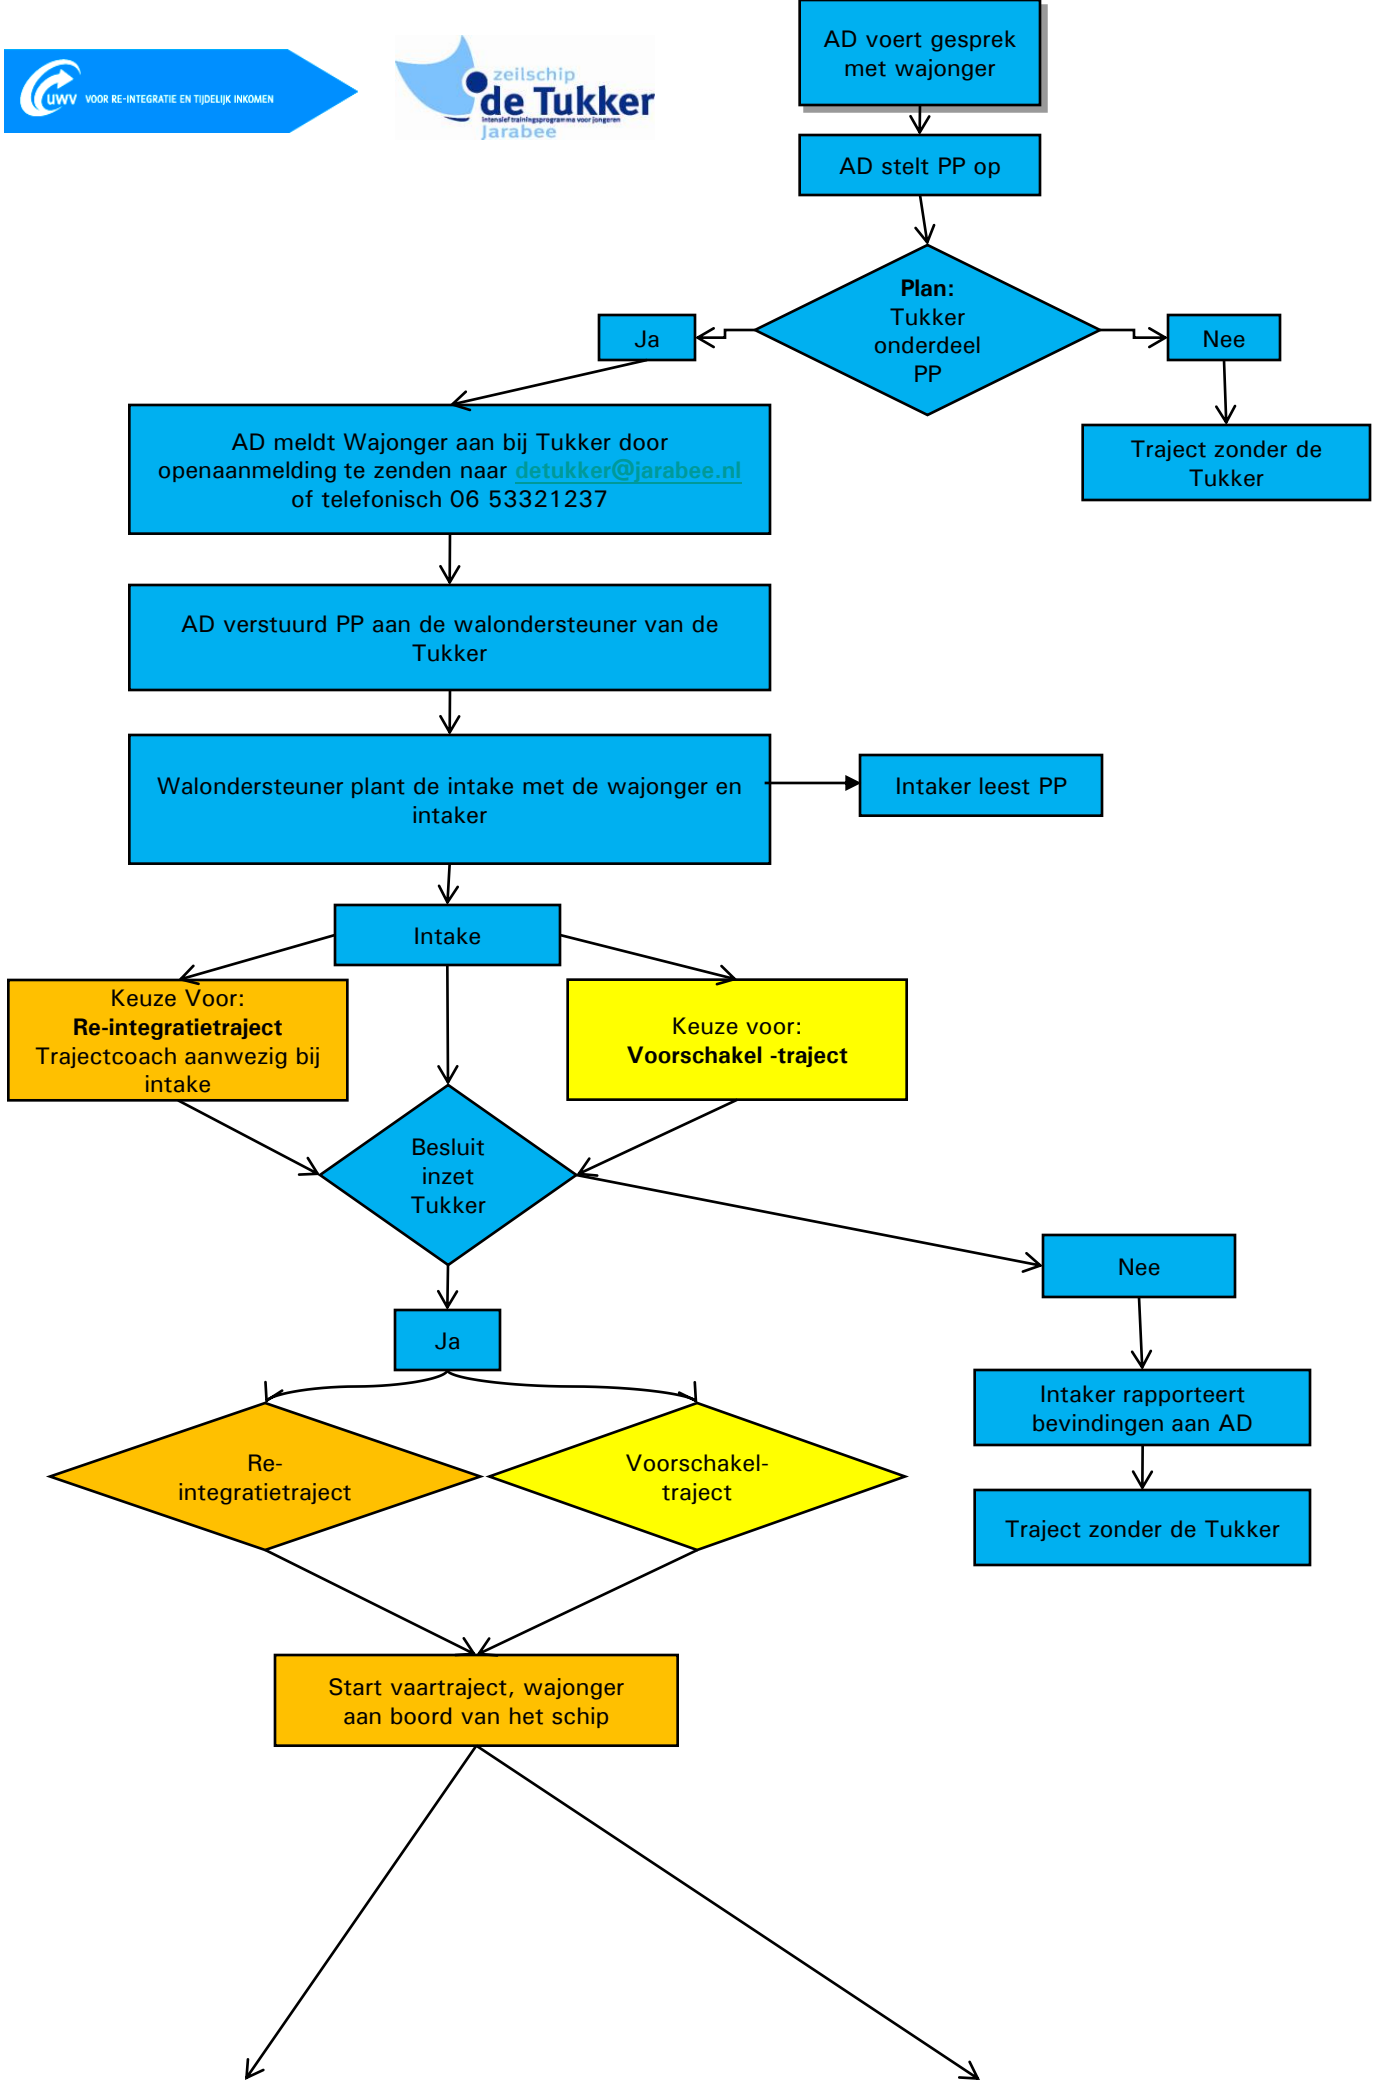 UWV VOOR RE-INTEGRATIE EN TIJDELIJK INKOMEN
zeilschip
de Tukker
Intensief trainingsprogramma voor jongeren
Jarabee
AD voert gesprek
met wajonger
AD stelt PP op
Plan:
Tukker
onderdeel
PP
Ja
Nee
AD meldt Wajonger aan bij Tukker door
openaanmelding te zenden naar detukker@jarabee.nl
of telefonisch 06 53321237
Traject zonder de
Tukker
AD verstuurd PP aan de walondersteuner van de
Tukker
Walondersteuner plant de intake met de wajonger en
intaker
Intaker leest PP
Intake
Keuze Voor:
Re-integratietraject
Trajectcoach aanwezig bij
intake
Keuze voor:
Voorschakel -traject
Besluit
inzet
Tukker
Nee
Ja
Intaker rapporteert
bevindingen aan AD
Re-
integratietraject
Voorschakel-
traject
Traject zonder de Tukker
Start vaartraject, wajonger
aan boord van het schip